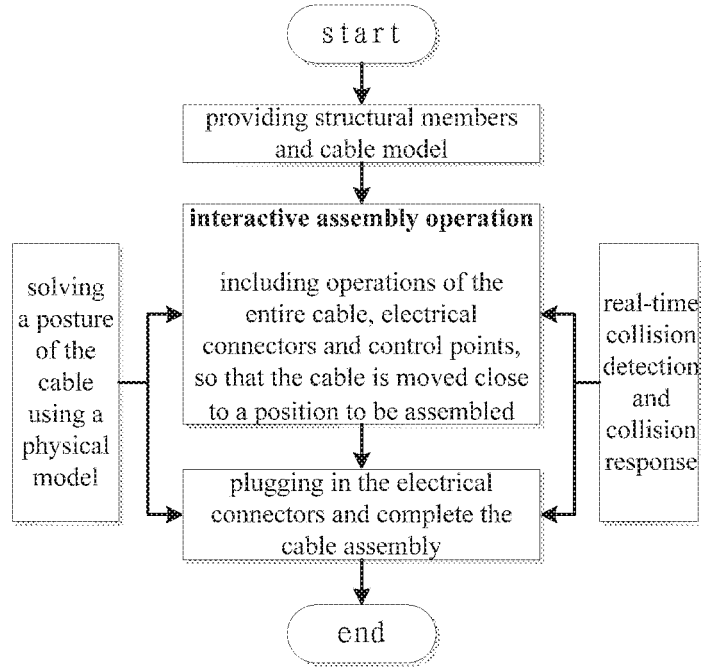 start
providing structural members
and cable model
interactive assembly operation
including operations of the
entire cable, electrical
connectors and control points,
so that the cable is moved close
to a position to be assembled
solving
a posture
of the
cable
using a
physical
model
real-time
collision
detection
and
collision
response
plugging in the electrical
connectors and complete the
cable assembly
end